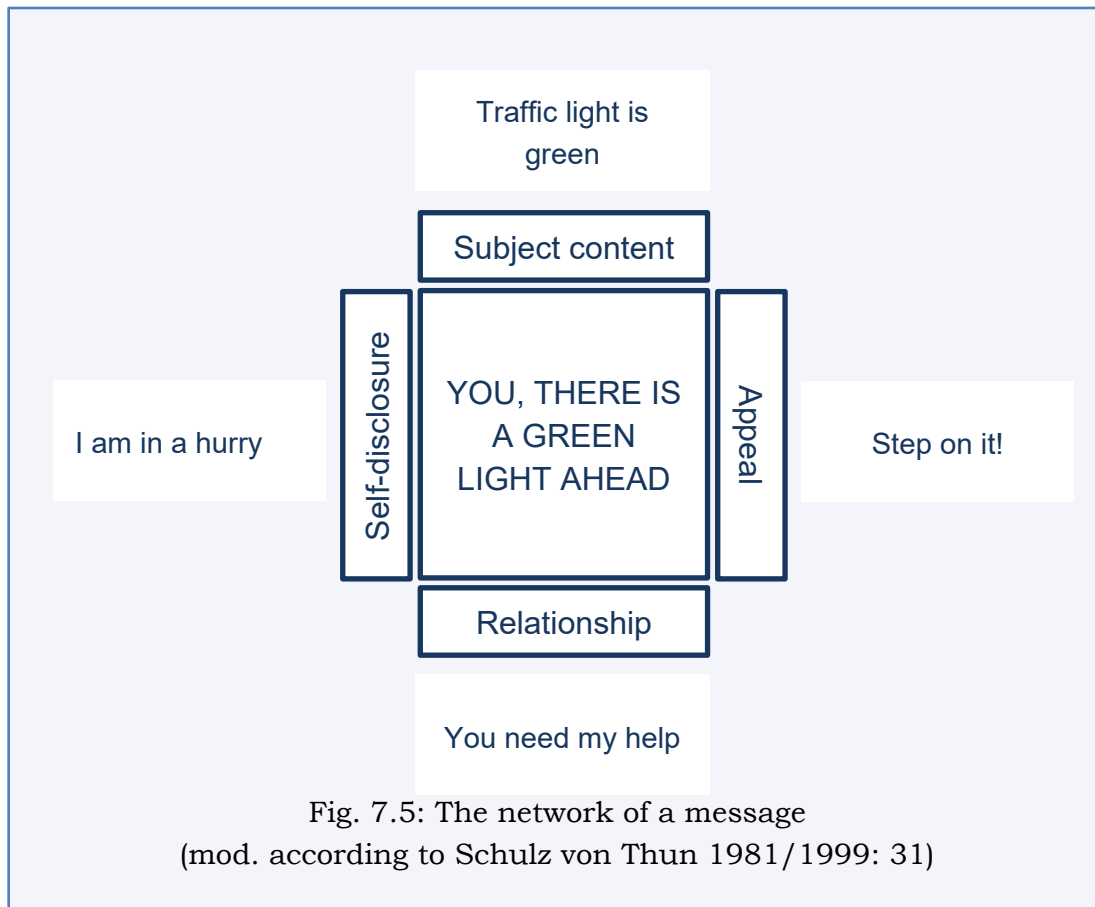 Traffic light is
green
Subject content
Self-disclosure
YOU, THERE IS
A GREEN
LIGHT AHEAD
Appeal
I am in a hurry
Step on it!
Relationship
You need my help
Fig. 7.5: The network of a message
(mod. according to Schulz von Thun 1981/1999: 31)